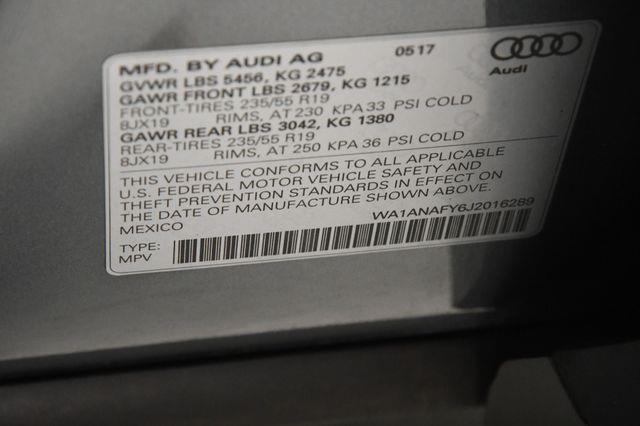 MFD. BY AUDI AG 0517
GVWR LBS 5456, KG 2475
GAWR FRONT LBS 2679, KG 1215
FRONT-TIRES 235/55 R19
8JX19 RIMS, AT 230 KPA 33 PSI COLD
GAWR REAR LBS 3042, KG 1380
REAR-TIRES 235/55 R19
8JX19 RIMS, AT 250 KPA 36 PSI COLD
Audi
THIS VEHICLE CONFORMS TO ALL APPLICABLE
U.S. FEDERAL MOTOR VEHICLE SAFETY AND
THEFT PREVENTION STANDARDS IN EFFECT ON
THE DATE OF MANUFACTURE SHOWN ABOVE.
MEXICO WA1ANAFY6J2016289
TYPE:
MPV